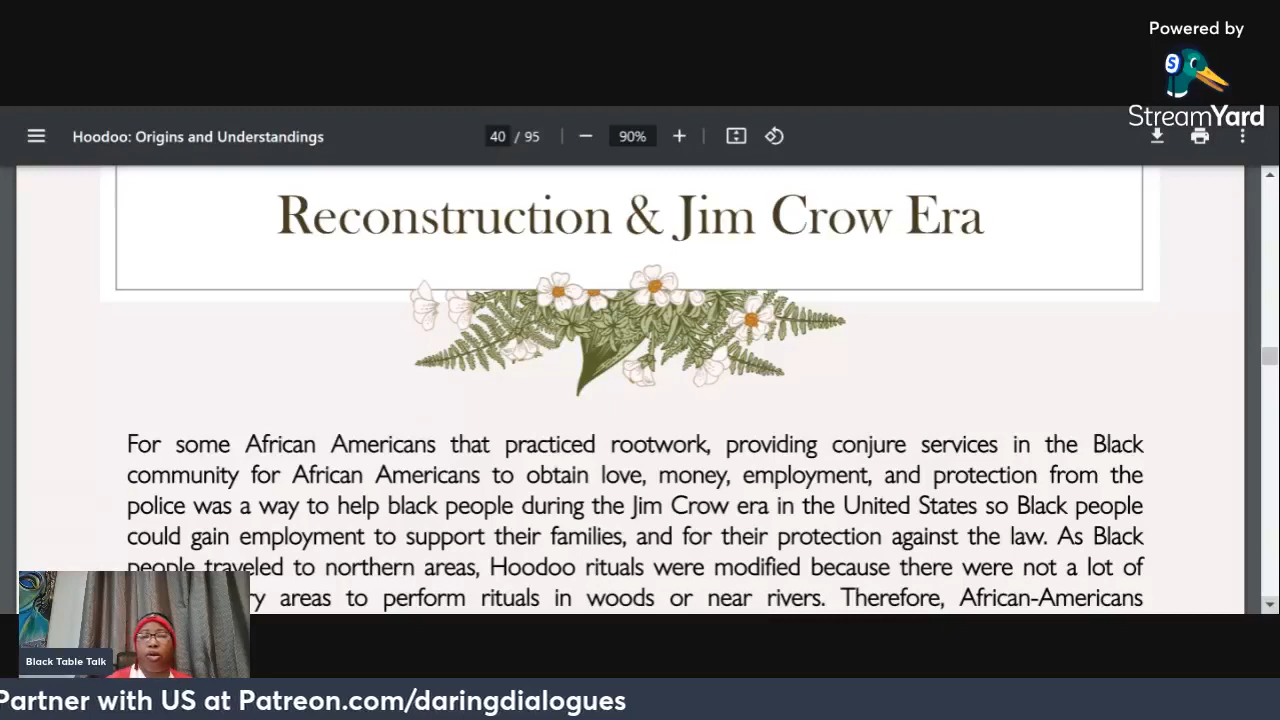 Powered by
S
StreamYard
Hoodoo: Origins and Understandings
40 / 95
90%
Reconstruction & Jim Crow Era
For some African Americans that practiced rootwork, providing conjure services in the Black
community for African Americans to obtain love, money, employment, and protection from the
police was a way to help black people during the Jim Crow era in the United States so Black people
could gain employment to support their families, and for their protection against the law. As Black
people traveled to northern areas, Hoodoo rituals were modified because there were not a lot of
areas to perform rituals in woods or near rivers. Therefore, African-Americans
Black Table Talk
Partner with US at Patreon.com/daringdialogues